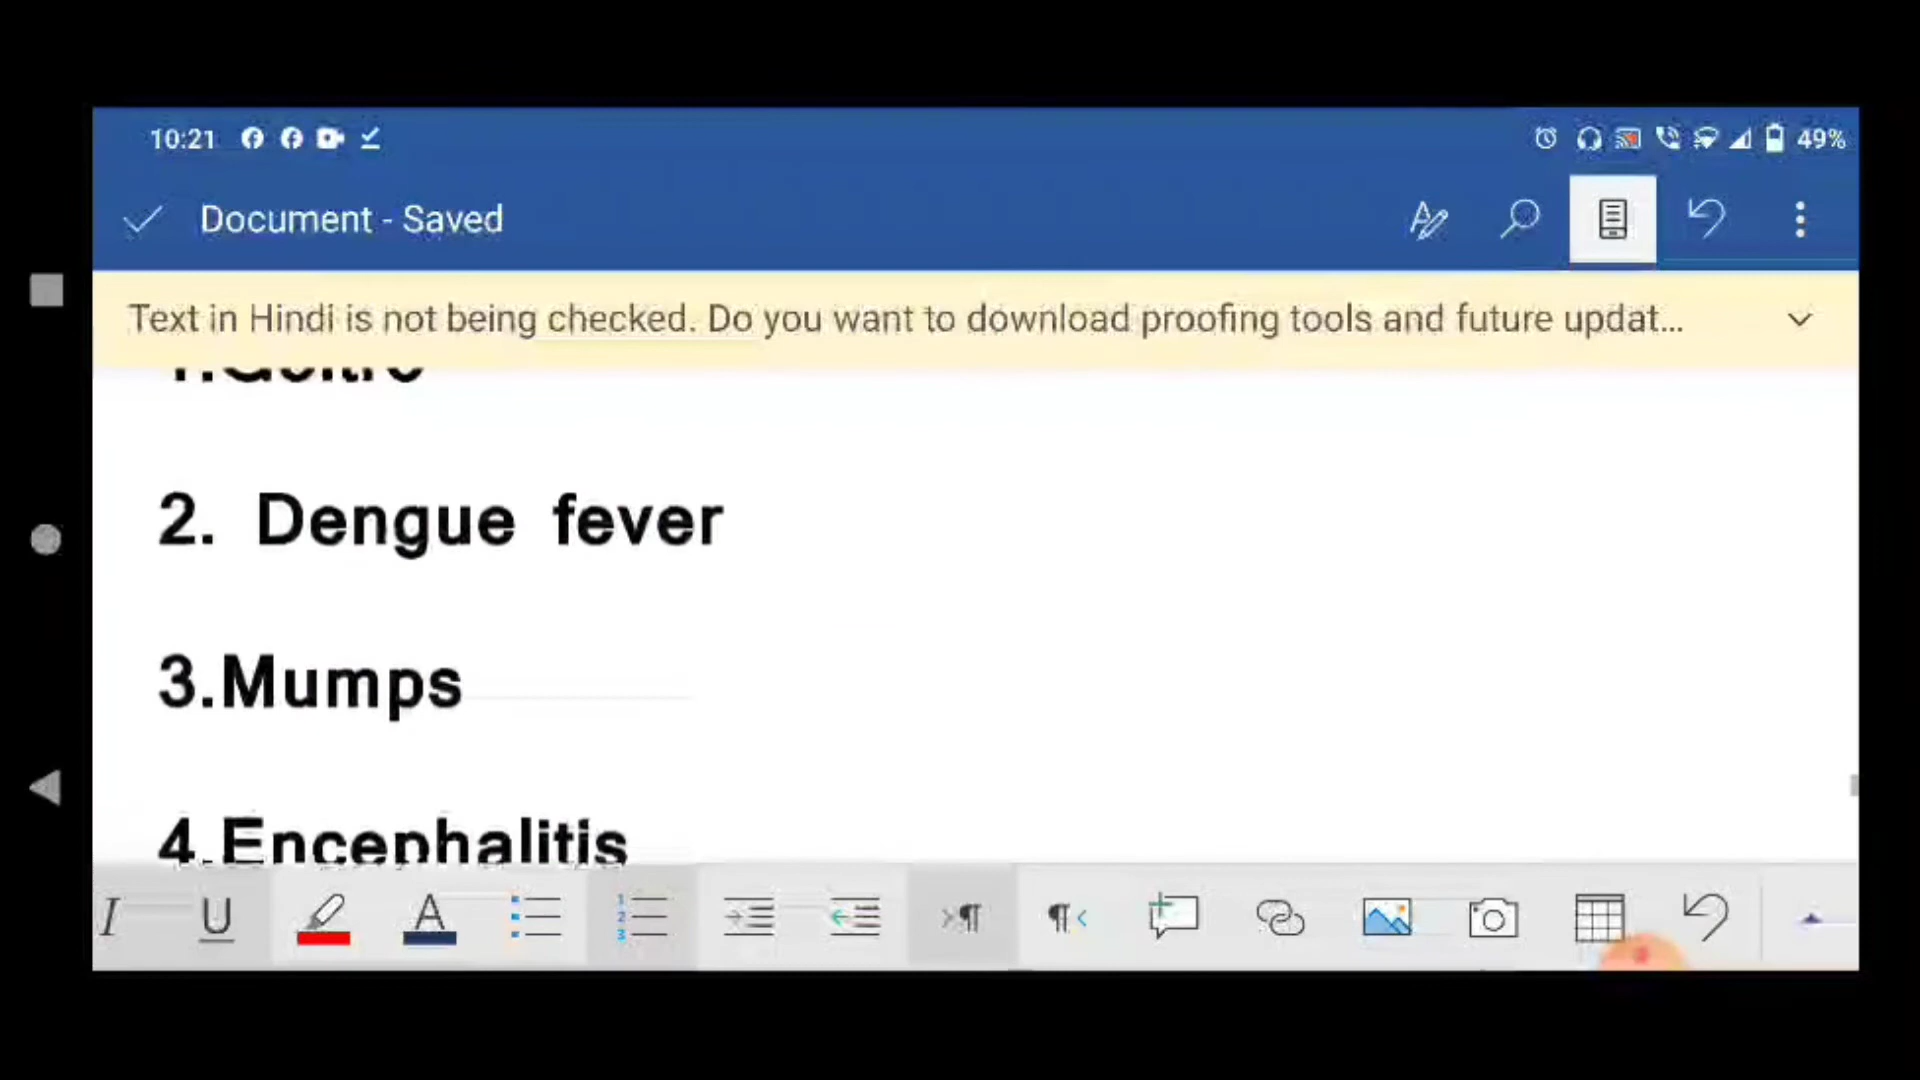 10:21 49%
Document - Saved
Text in Hindi is not being checked. Do you want to download proofing tools and future updat...
2. Dengue fever
3.Mumps
4.Encephalitis